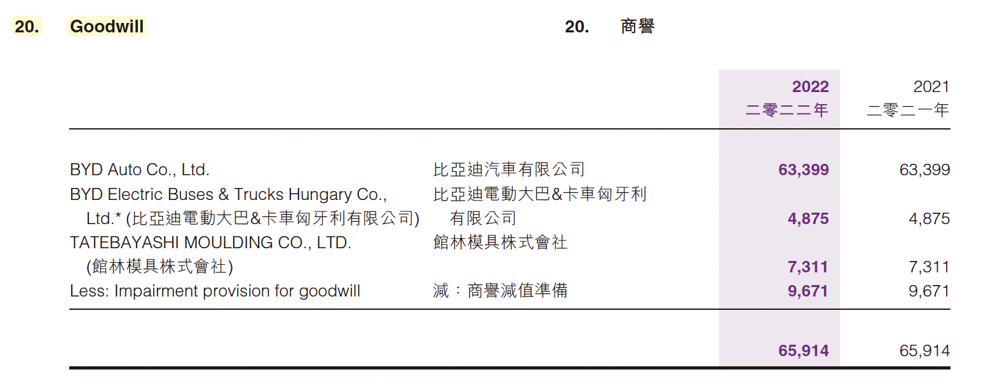 20. Goodwill 20. 商譽
2022 2021
二零二二年 二零二一年
BYD Auto Co., Ltd. 比亞迪汽車有限公司 63,399 63,399
BYD Electric Buses & Trucks Hungary Co., 比亞迪電動大巴&卡車匈牙利
Ltd.* (比亞迪電動大巴&卡車匈牙利有限公司) 有限公司 4,875 4,875
TATEBAYASHI MOULDING CO., LTD. 館林模具株式會社
(館林模具株式會社) 7,311 7,311
Less: Impairment provision for goodwill 減：商譽減值準備 9,671 9,671
65,914 65,914